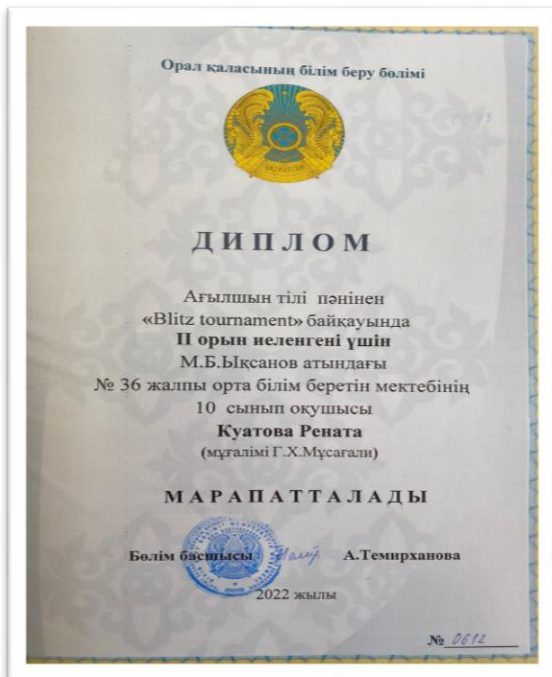 Орал қаласының білім беру бөлімі
ДИПЛОМ
Ағылшын тілі пәнінен
«Blitz tournament» байқауында
II орын иеленгені үшін
М.Б.Ықсанов атындағы
№ 36 жалпы орта білім беретін мектебінің
10 сынып оқушысы
Куатова Рената
(мұғалімі Г.Х.Мұсағали)
МАРАПАТТАЛАДЫ
Бөлім басшысы А.Темирханова
2022 жылы
№ 0612